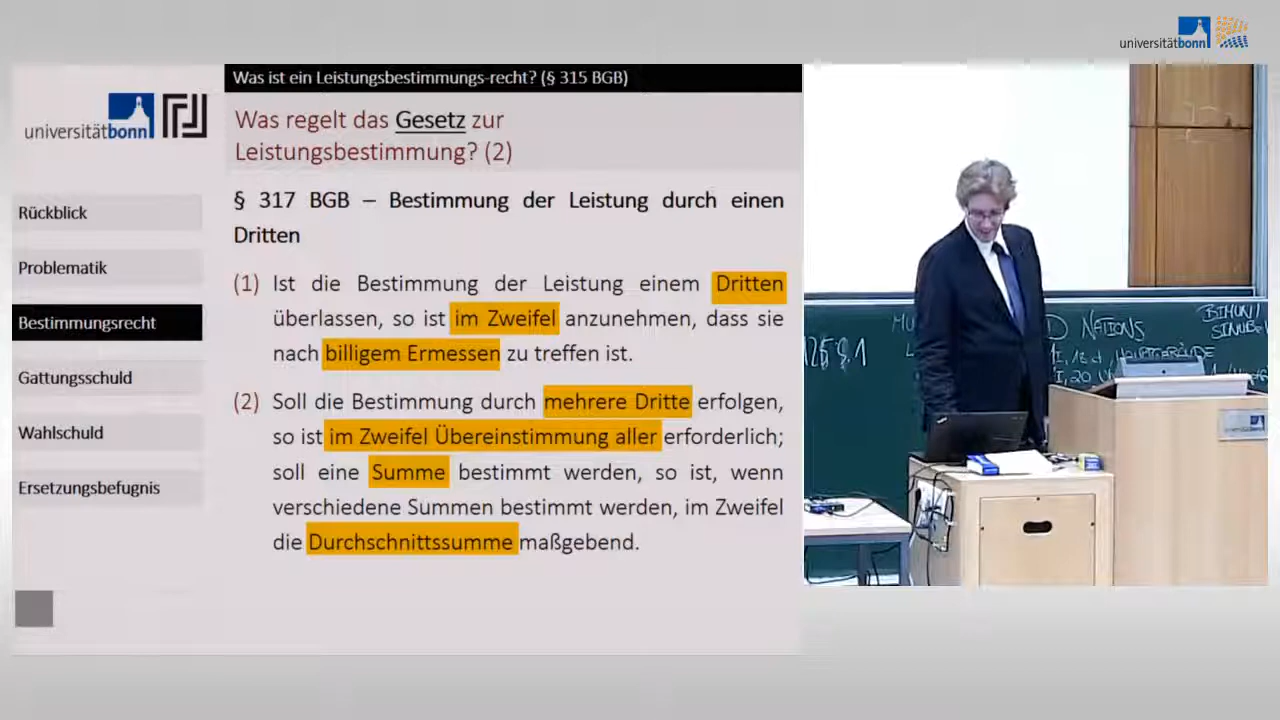 universitätbonn
Was ist ein Leistungsbestimmungs-recht? (§ 315 BGB)
universitätbonn
Was regelt das Gesetz zur
Leistungsbestimmung? (2)
Rückblick
Problematik
Bestimmungsrecht
Gattungsschuld
Wahlschuld
Ersetzungsbefugnis
§ 317 BGB – Bestimmung der Leistung durch einen
Dritten
(1) Ist die Bestimmung der Leistung einem Dritten
überlassen, so ist im Zweifel anzunehmen, dass sie
nach billigem Ermessen zu treffen ist.
(2) Soll die Bestimmung durch mehrere Dritte erfolgen,
so ist im Zweifel Übereinstimmung aller erforderlich;
soll eine Summe bestimmt werden, so ist, wenn
verschiedene Summen bestimmt werden, im Zweifel
die Durchschnittssumme maßgebend.
D NATIONS